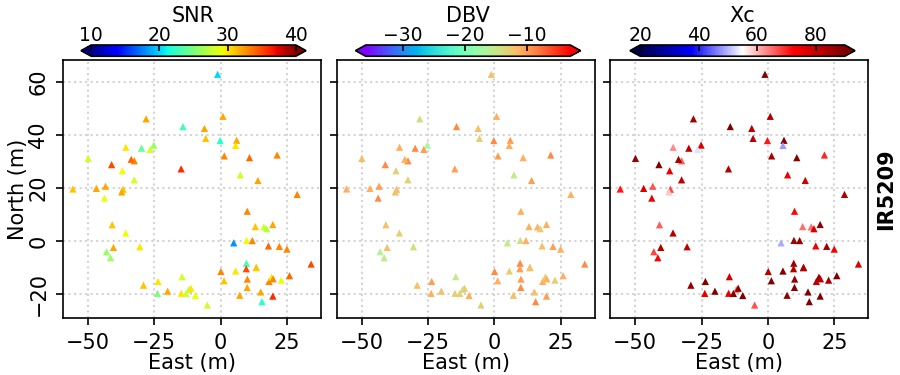 SNR DBV Xc
10 20 30 40 −30 −20 −10 20 40 60 80
60
40
20
0
−20
North (m)
IR5209
−50 −25 0 25 −50 −25 0 25 −50 −25 0 25
East (m) East (m) East (m)